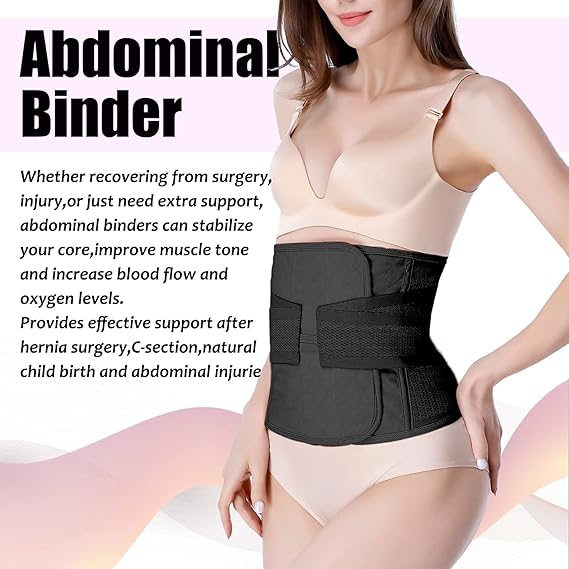 Abdominal
Binder
Whether recovering from surgery,
injury,or just need extra support,
abdominal binders can stabilize
your core,improve muscle tone
and increase blood flow and
oxygen levels.
Provides effective support after
hernia surgery,C-section,natural
child birth and abdominal injurie